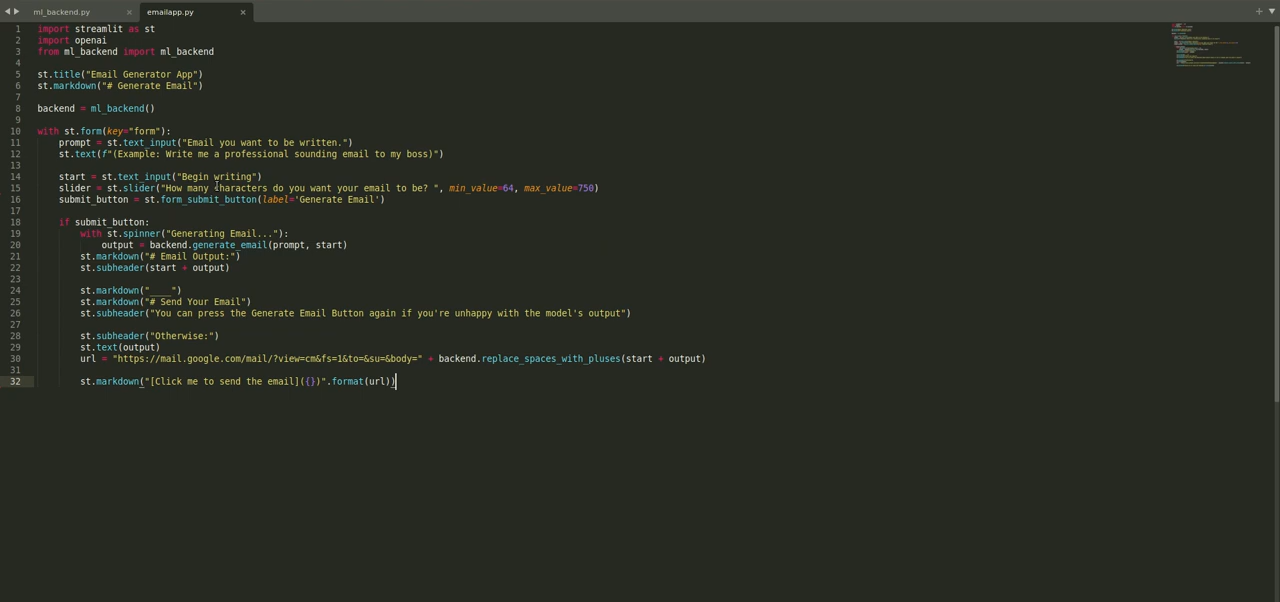 ml_backend.py × emailapp.py ×
1 import streamlit as st
2 import openai
3 from ml_backend import ml_backend
4
5 st.title("Email Generator App")
6 st.markdown("# Generate Email")
7
8 backend = ml_backend()
9
10 with st.form(key="form"):
11     prompt = st.text_input("Email you want to be written.")
12     st.text(f"(Example: Write me a professional sounding email to my boss)")
13
14     start = st.text_input("Begin writing")
15     slider = st.slider("How many characters do you want your email to be? ", min_value=64, max_value=750)
16     submit_button = st.form_submit_button(label='Generate Email')
17
18     if submit_button:
19         with st.spinner("Generating Email..."):
20             output = backend.generate_email(prompt, start)
21         st.markdown("# Email Output:")
22         st.subheader(start + output)
23
24         st.markdown("____")
25         st.markdown("# Send Your Email")
26         st.subheader("You can press the Generate Email Button again if you're unhappy with the model's output")
27
28         st.subheader("Otherwise:")
29         st.text(output)
30         url = "https://mail.google.com/mail/?view=cm&fs=1&to=&su=&body=" + backend.replace_spaces_with_pluses(start + output)
31
32         st.markdown("[Click me to send the email]({})".format(url))